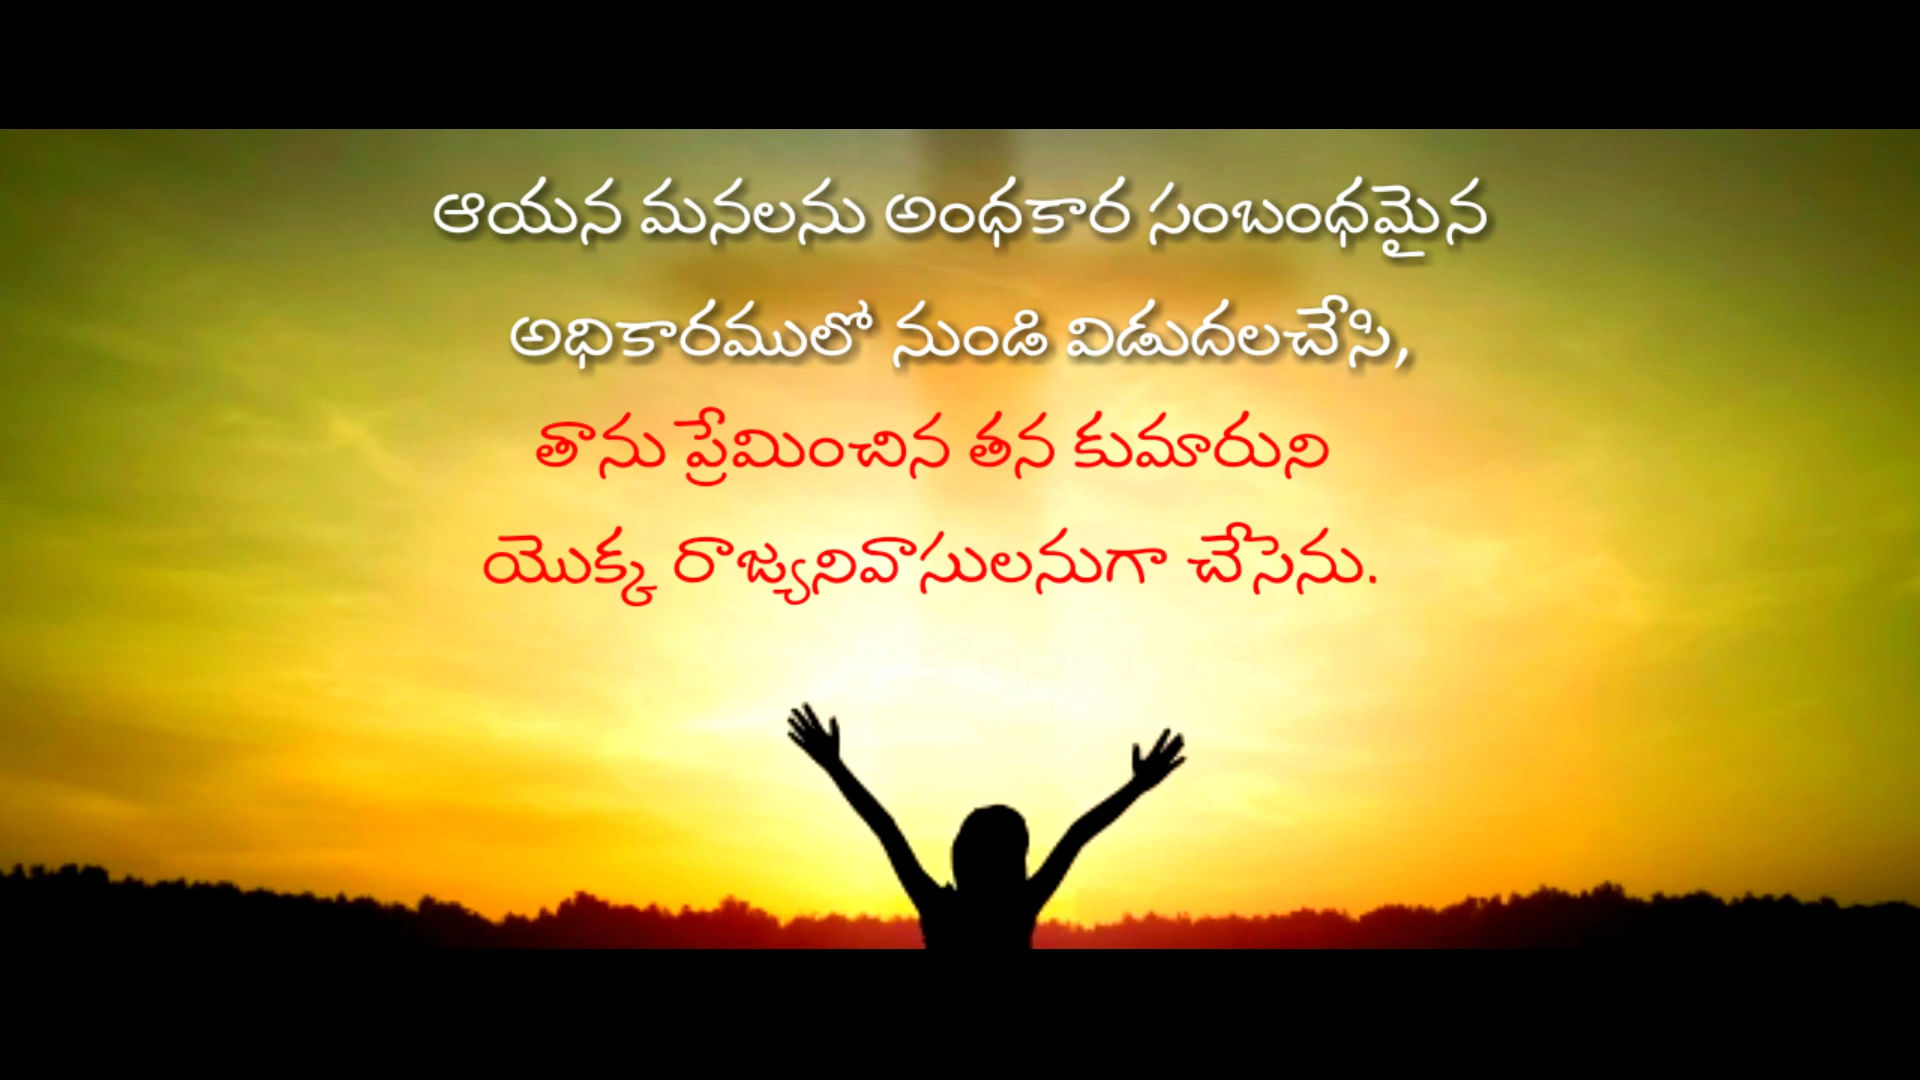 ఆయన మనలను అంధకార సంబంధమైన
అధికారములో నుండి విడుదలచేసి,
తాను ప్రేమించిన తన కుమారుని
యొక్క రాజ్యనివాసులనుగా చేసెను.